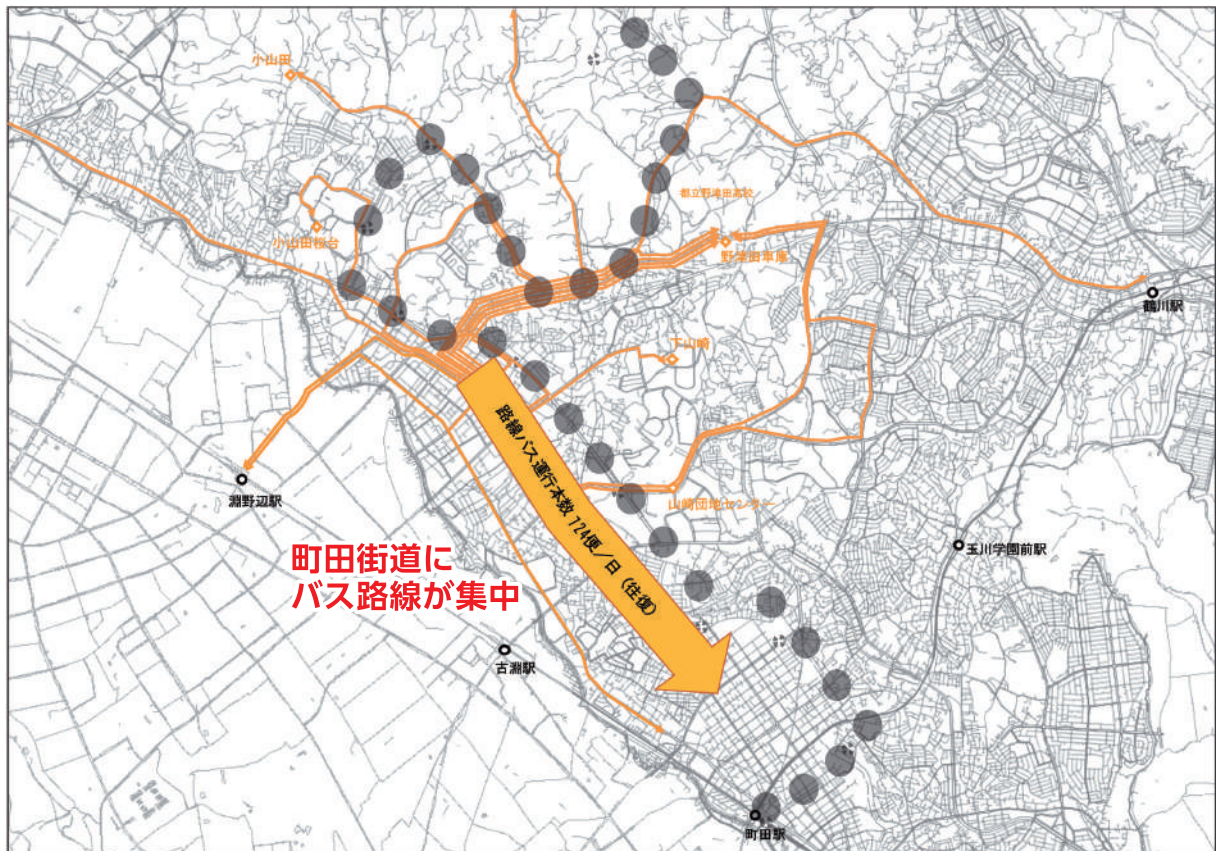 小山田
都立野津田高校
小山田桜台
野津田車庫
鶴川駅
下山崎
路線バス運行本数 724便／日（往復）
淵野辺駅
山崎団地センター
玉川学園前駅
町田街道に
バス路線が集中
古淵駅
町田駅